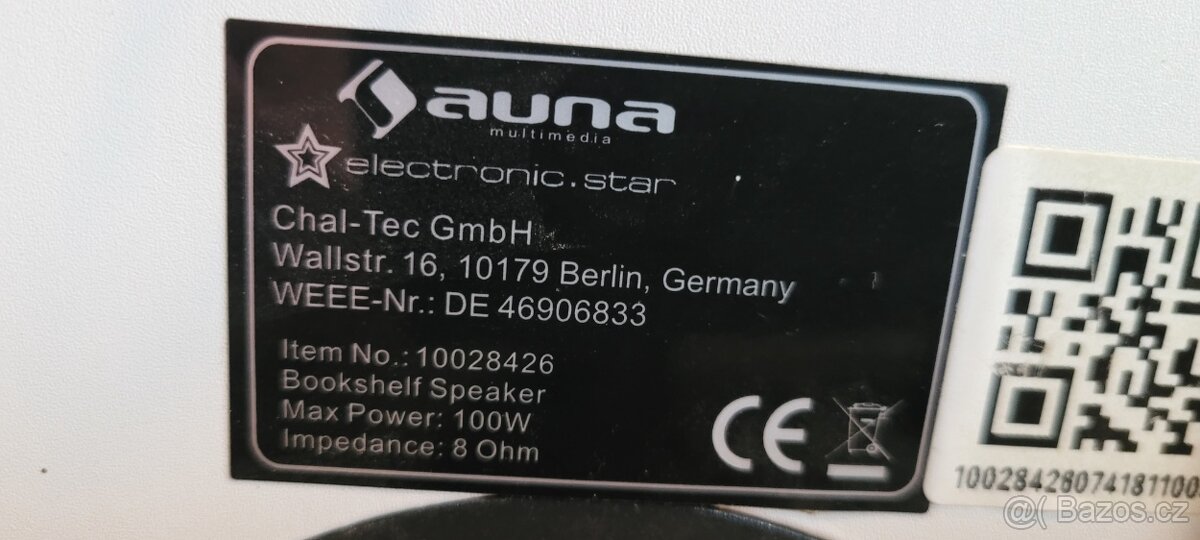 auna
multimedia
electronic.star
Chal-Tec GmbH
Wallstr. 16, 10179 Berlin, Germany
WEEE-Nr.: DE 46906833
Item No.: 10028426
Bookshelf Speaker
Max Power: 100W
Impedance: 8 Ohm
CE
10028426074181100
@( Bazos.cz